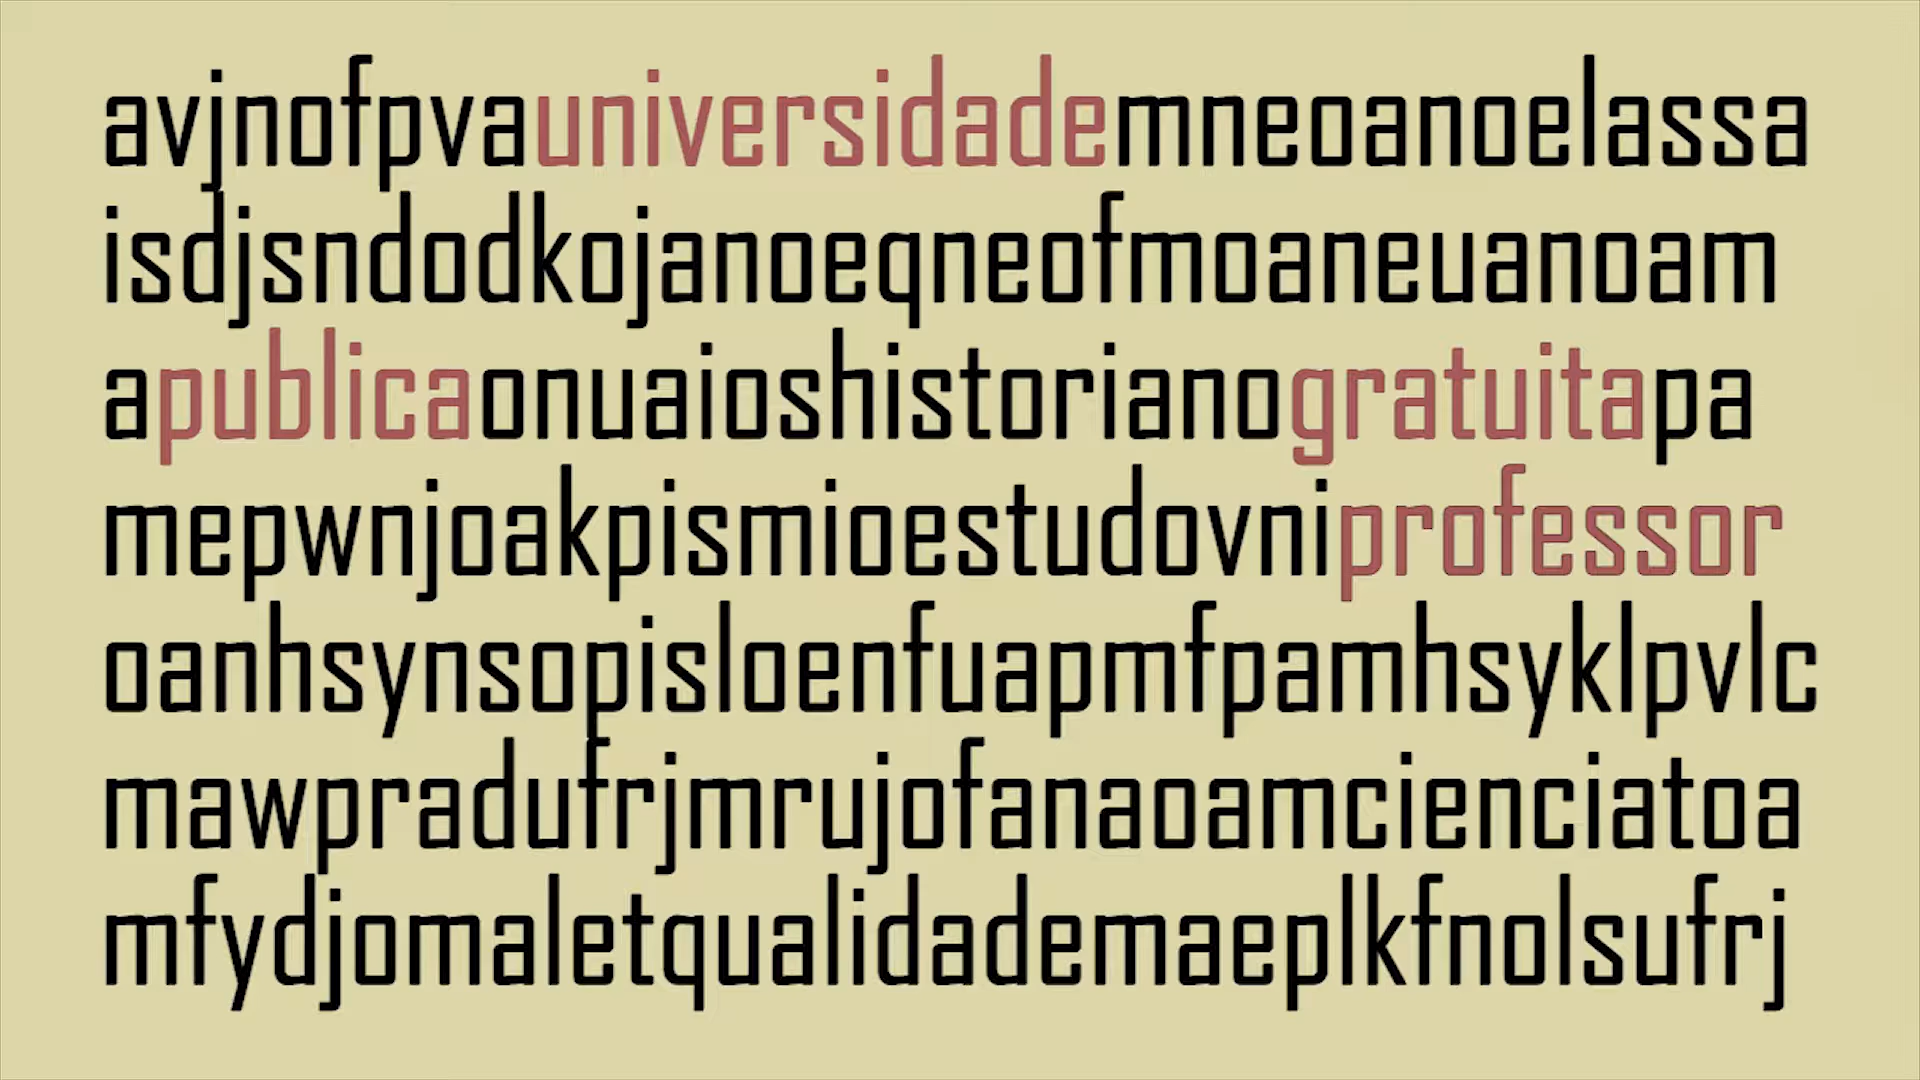 avjnofpvauniversidademneoanoelassa
isdjsndodkojanoeqneofmoaneuanoam
apublicaonuaioshistorianogratuitapa
mepwnjoakpismioestudovniprofessor
oanhsynsopisloenfuapmfpamhsyklpvlc
mawpradufrjmrujofanaoamcienciatoa
mfydjomaletqualidademaeplkfnolsufrj